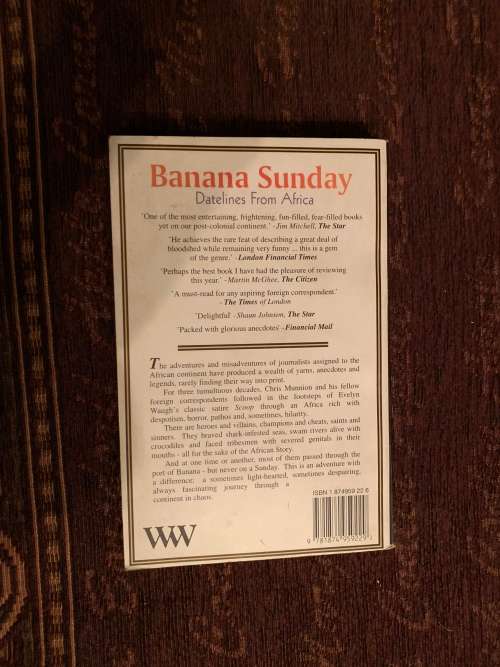 Banana Sunday
Datelines From Africa
'One of the most entertaining, frightening, fun-filled, fear-filled books
yet on our post-colonial continent.' -Jim Mitchell, The Star
'He achieves the rare feat of describing a great deal of
bloodshed while remaining very funny ... this is a gem
of the genre.' -London Financial Times
'Perhaps the best book I have had the pleasure of reviewing
this year.' -Martin McGhee, The Citizen
'A must-read for any aspiring foreign correspondent.'
- The Times of London
'Delightful' -Shaun Johnson, The Star
'Packed with glorious anecdotes' -Financial Mail
The adventures and misadventures of journalists assigned to the
African continent have produced a wealth of yarns, anecdotes and
legends, rarely finding their way into print.
For three tumultuous decades, Chris Munnion and his fellow
foreign correspondents followed in the footsteps of Evelyn
Waugh's classic satire Scoop through an Africa rich with
despotism, horror, pathos and, sometimes, hilarity.
There are heroes and villains, champions and cheats, saints and
sinners. They braved shark-infested seas, swam rivers alive with
crocodiles and faced tribesmen with severed genitals in their
mouths - all for the sake of the African Story.
And at one time or another, most of them passed through the
port of Banana - but never on a Sunday. This is an adventure with
a difference; a sometimes light-hearted, sometimes despairing,
always fascinating journey through a
continent in chaos.
ISBN 1 874959 22 6
9 781874 959229
WW